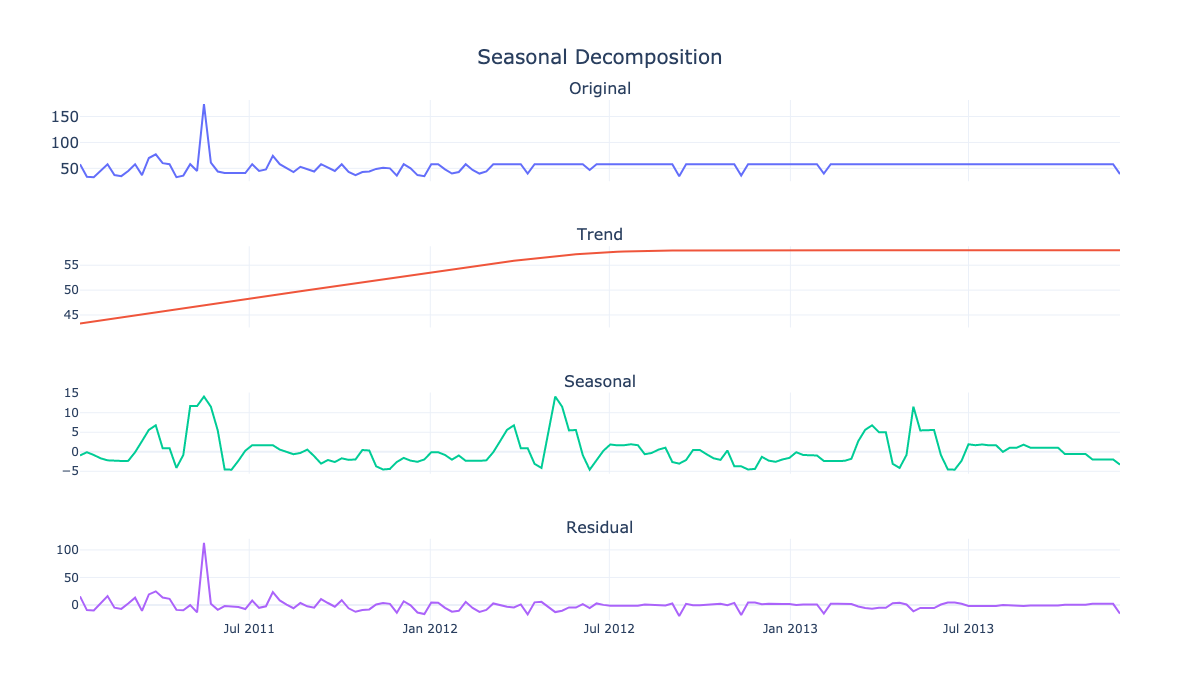 Seasonal Decomposition
Original
150
100
50
Trend
55
50
45
Seasonal
15
10
5
0
−5
Residual
100
50
0
Jul 2011 Jan 2012 Jul 2012 Jan 2013 Jul 2013